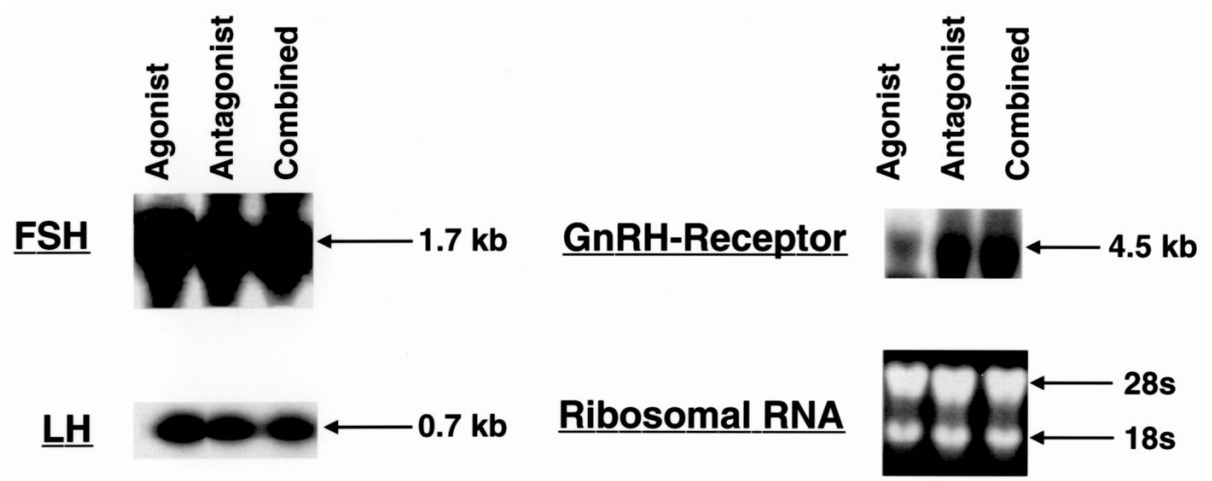 Agonist
Antagonist
Combined
FSH
1.7 kb
LH
0.7 kb
Agonist
Antagonist
Combined
GnRH-Receptor
4.5 kb
Ribosomal RNA
28s
18s